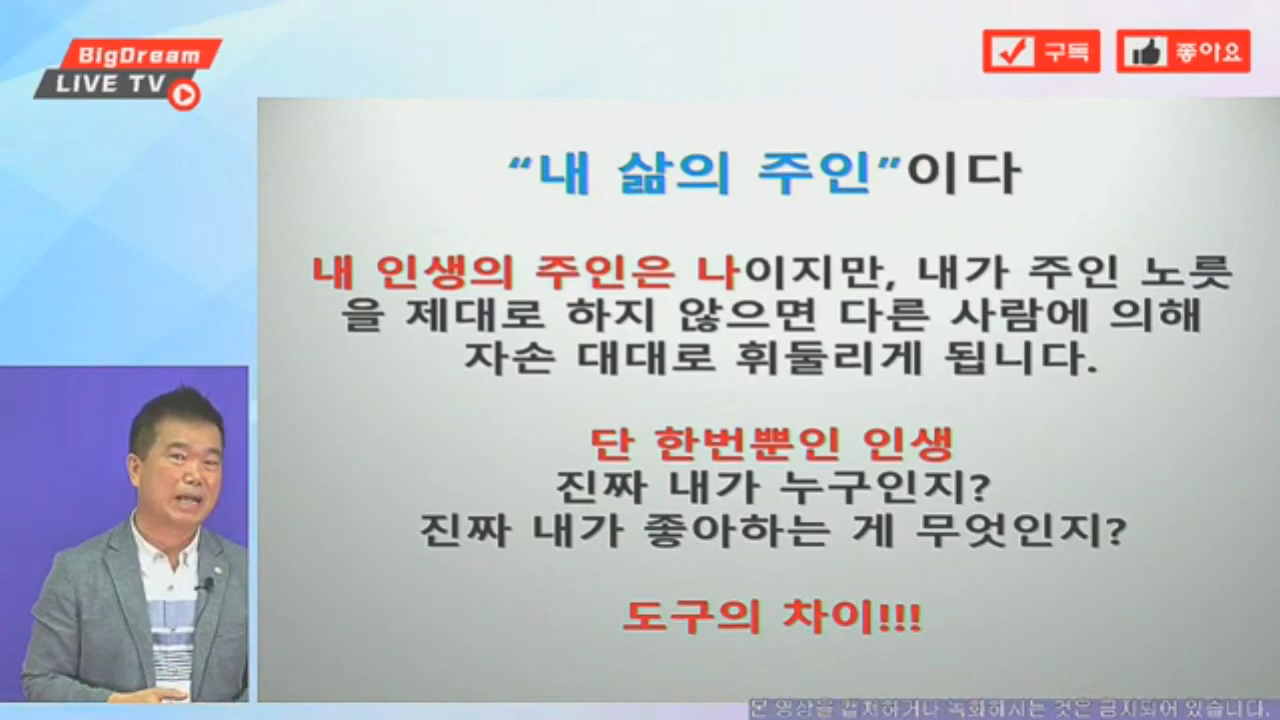 BigDream
LIVE TV
구독
좋아요
“내 삶의 주인”이다
내 인생의 주인은 나이지만, 내가 주인 노릇
을 제대로 하지 않으면 다른 사람에 의해
자손 대대로 휘둘리게 됩니다.
단 한번뿐인 인생
진짜 내가 누구인지?
진짜 내가 좋아하는 게 무엇인지?
도구의 차이!!!
본 영상을 캡처하거나 녹화하시는 것은 금지되어 있습니다.